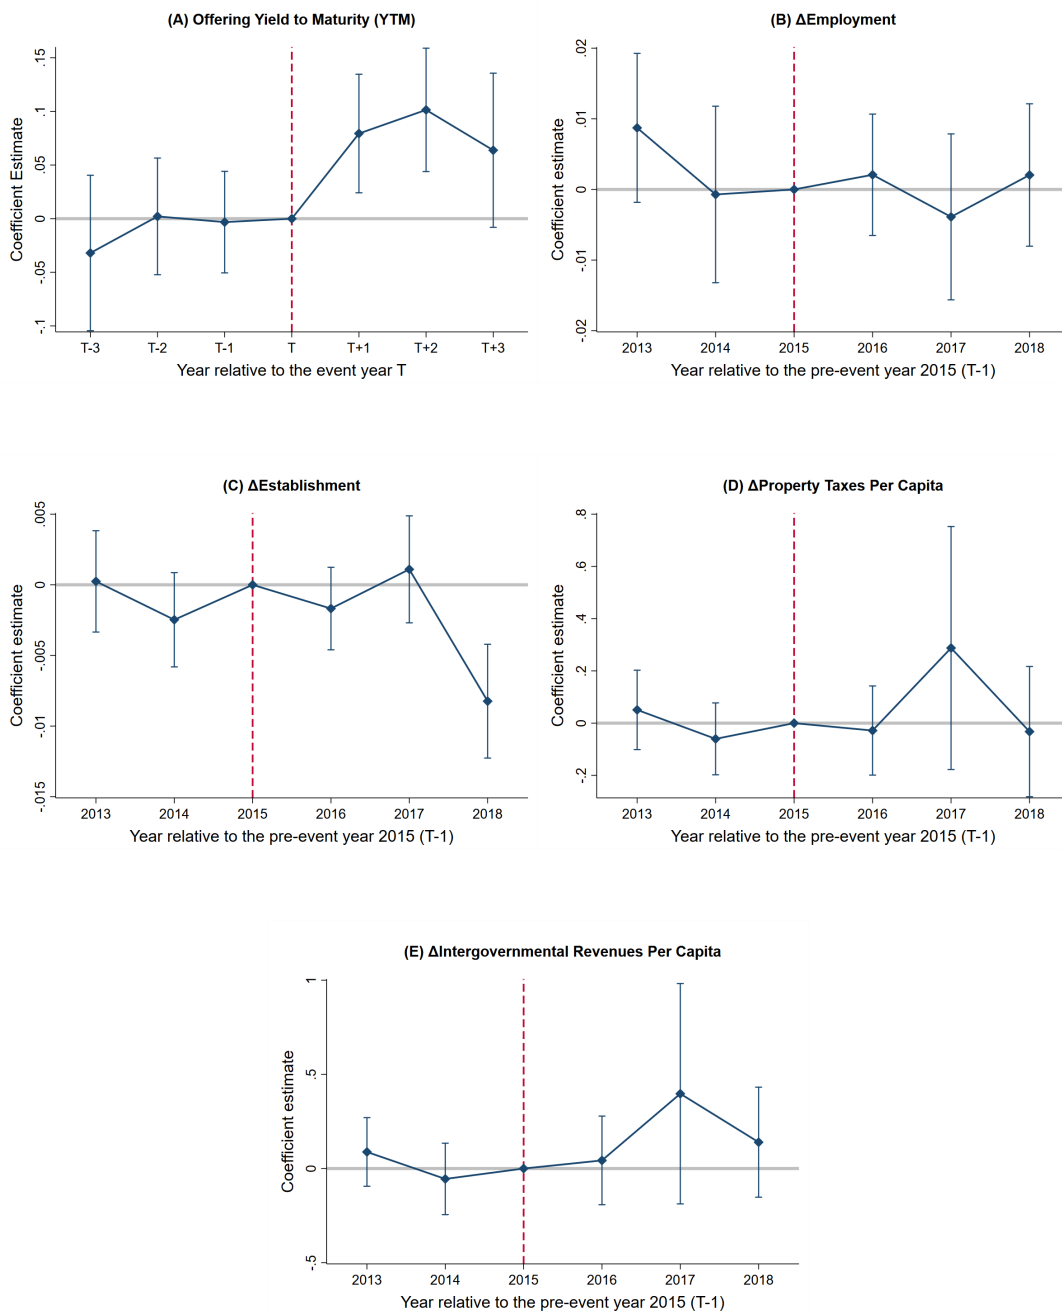 (A) Offering Yield to Maturity (YTM)
Coefficient Estimate
.15
.1
.05
0
-.05
-.1
T-3 T-2 T-1 T T+1 T+2 T+3
Year relative to the event year T
(B) ΔEmployment
Coefficient estimate
.02
.01
0
-.01
-.02
2013 2014 2015 2016 2017 2018
Year relative to the pre-event year 2015 (T-1)
(C) ΔEstablishment
Coefficient estimate
.005
0
-.005
-.01
-.015
2013 2014 2015 2016 2017 2018
Year relative to the pre-event year 2015 (T-1)
(D) ΔProperty Taxes Per Capita
Coefficient estimate
.8
.6
.4
.2
0
-.2
2013 2014 2015 2016 2017 2018
Year relative to the pre-event year 2015 (T-1)
(E) ΔIntergovernmental Revenues Per Capita
Coefficient estimate
1
.5
0
-.5
2013 2014 2015 2016 2017 2018
Year relative to the pre-event year 2015 (T-1)